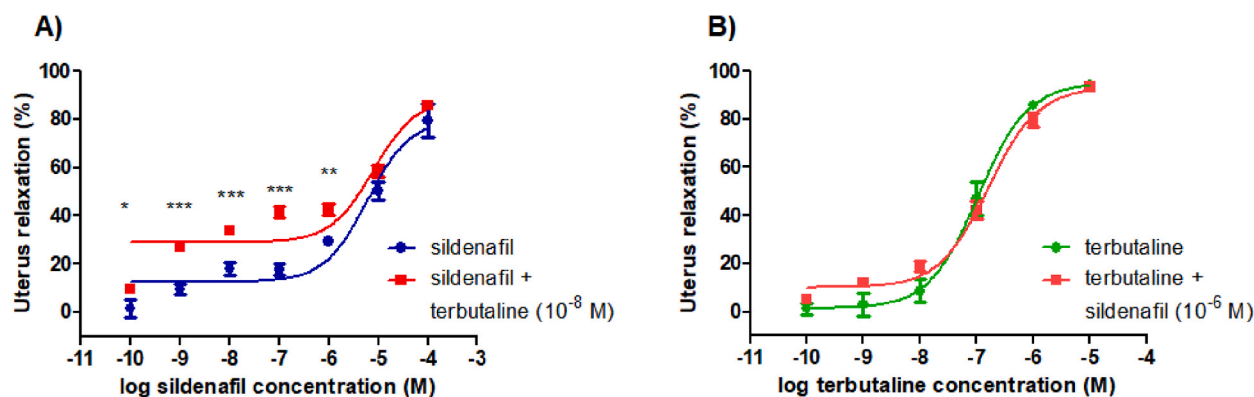 A)
Uterus relaxation (%)
100
80
60
40
20
0
* *** *** *** **
sildenafil
sildenafil +
terbutaline (10⁻⁸ M)
-11 -10 -9 -8 -7 -6 -5 -4 -3
log sildenafil concentration (M)
B)
Uterus relaxation (%)
100
80
60
40
20
0
terbutaline
terbutaline +
sildenafil (10⁻⁶ M)
-11 -10 -9 -8 -7 -6 -5 -4
log terbutaline concentration (M)